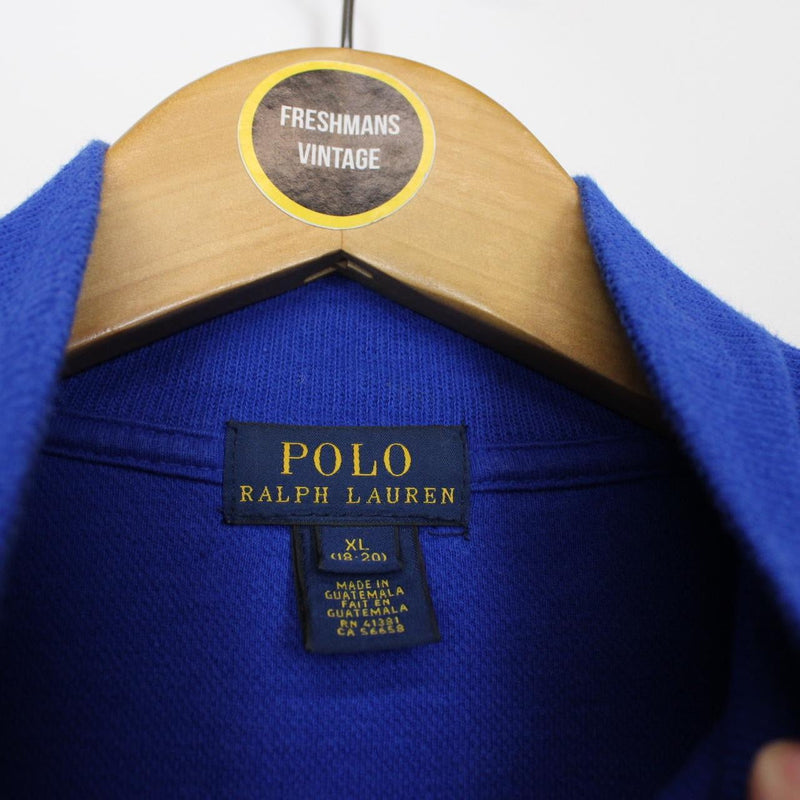 FRESHMANS
VINTAGE
POLO
RALPH LAUREN
XL
(18-20)
MADE IN
GUATEMALA
FAIT EN
GUATEMALA
RN 41381
CA 56658